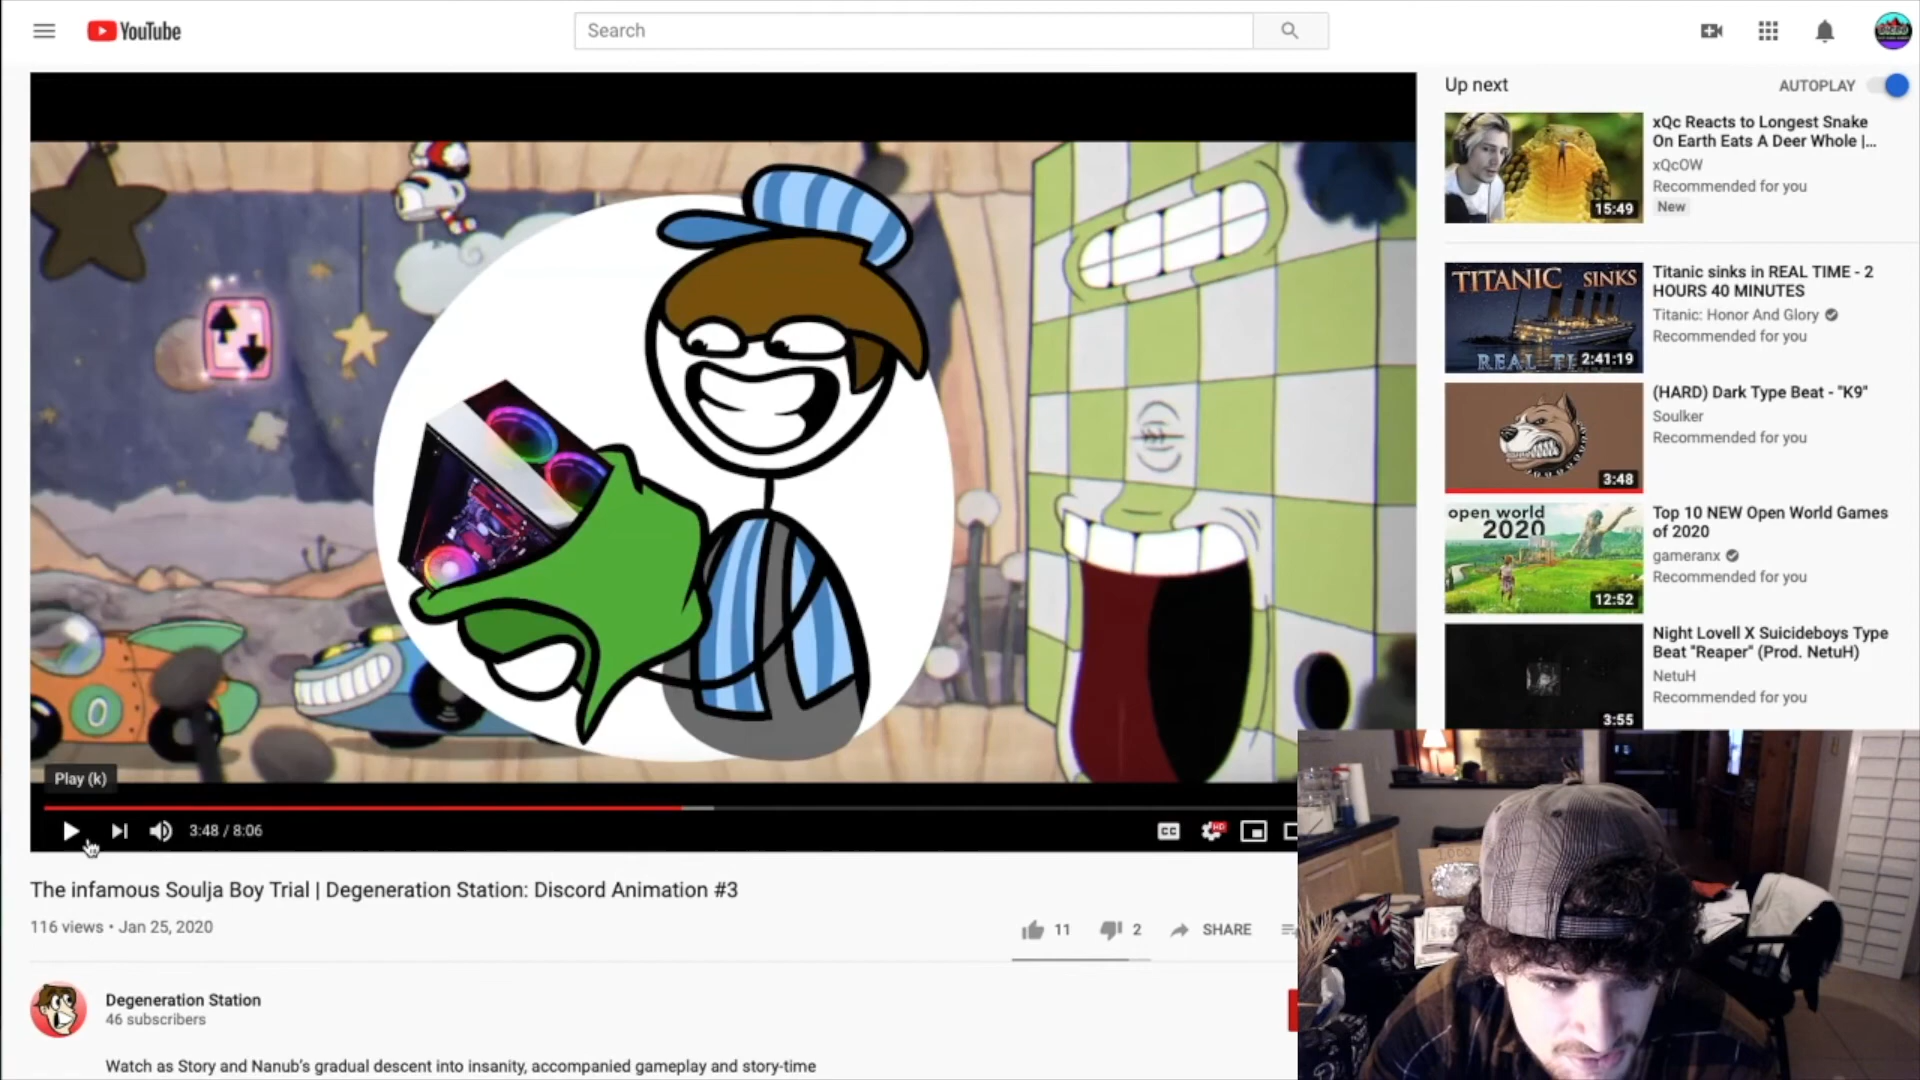 YouTube
Search
Up next
AUTOPLAY
15:49
xQc Reacts to Longest Snake
On Earth Eats A Deer Whole |...
xQcOW
Recommended for you
New
TITANIC SINKS
REAL TI
2:41:19
Titanic sinks in REAL TIME - 2
HOURS 40 MINUTES
Titanic: Honor And Glory
Recommended for you
3:48
(HARD) Dark Type Beat - "K9"
Soulker
Recommended for you
open world
2020
12:52
Top 10 NEW Open World Games
of 2020
gameranx
Recommended for you
3:55
Night Lovell X Suicideboys Type
Beat "Reaper" (Prod. NetuH)
NetuH
Recommended for you
0
Play (k)
3:48 / 8:06
CC
HD
The infamous Soulja Boy Trial | Degeneration Station: Discord Animation #3
116 views • Jan 25, 2020
11
2
SHARE
Degeneration Station
46 subscribers
Watch as Story and Nanub's gradual descent into insanity, accompanied gameplay and story-time